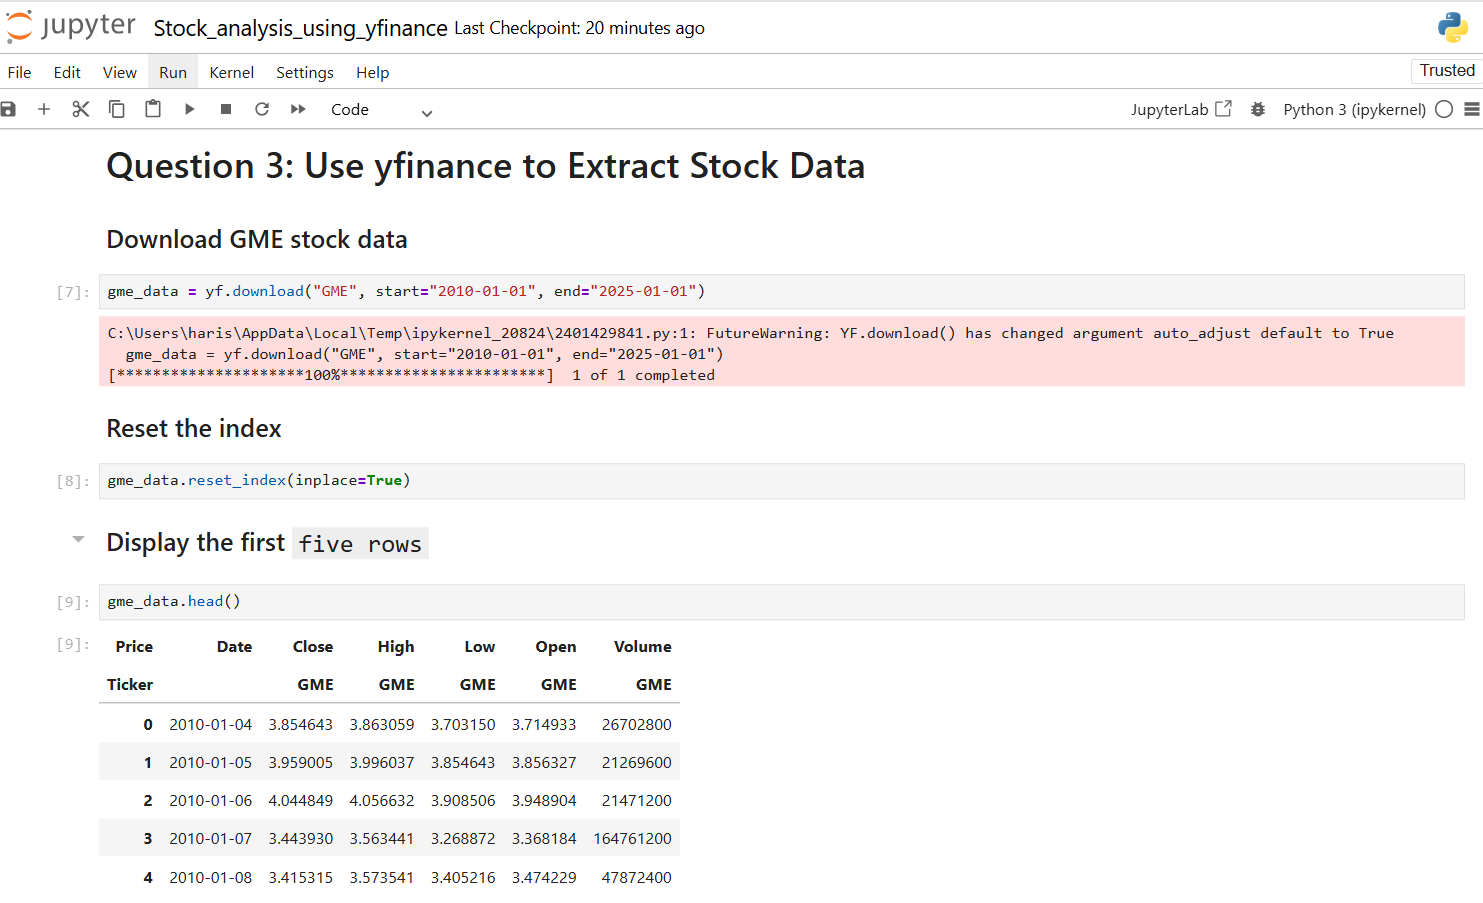 jupyter Stock_analysis_using_yfinance Last Checkpoint: 20 minutes ago
File Edit View Run Kernel Settings Help Trusted
Code JupyterLab Python 3 (ipykernel)
Question 3: Use yfinance to Extract Stock Data
Download GME stock data
[7]: gme_data = yf.download("GME", start="2010-01-01", end="2025-01-01")
C:\Users\haris\AppData\Local\Temp\ipykernel_20824\2401429841.py:1: FutureWarning: YF.download() has changed argument auto_adjust default to True
gme_data = yf.download("GME", start="2010-01-01", end="2025-01-01")
[**********************100%***********************]  1 of 1 completed
Reset the index
[8]: gme_data.reset_index(inplace=True)
Display the first five rows
[9]: gme_data.head()
[9]: Price Date Close High Low Open Volume
Ticker GME GME GME GME GME
0 2010-01-04 3.854643 3.863059 3.703150 3.714933 26702800
1 2010-01-05 3.959005 3.996037 3.854643 3.856327 21269600
2 2010-01-06 4.044849 4.056632 3.908506 3.948904 21471200
3 2010-01-07 3.443930 3.563441 3.268872 3.368184 164761200
4 2010-01-08 3.415315 3.573541 3.405216 3.474229 47872400